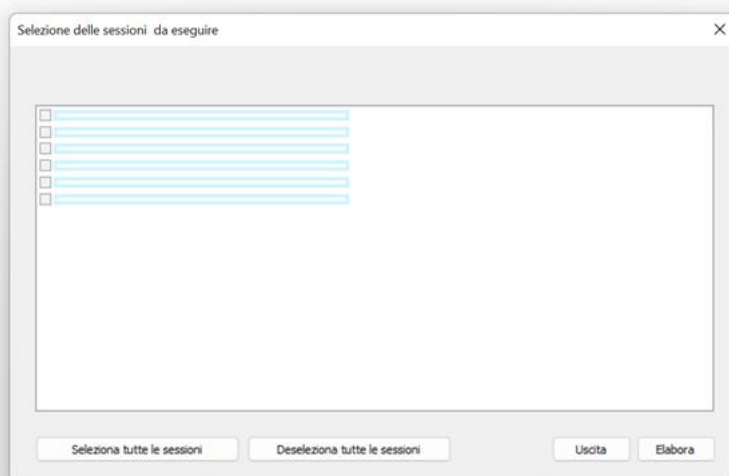 Selezione delle sessioni  da eseguire
Seleziona tutte le sessioni
Deseleziona tutte le sessioni
Uscita
Elabora